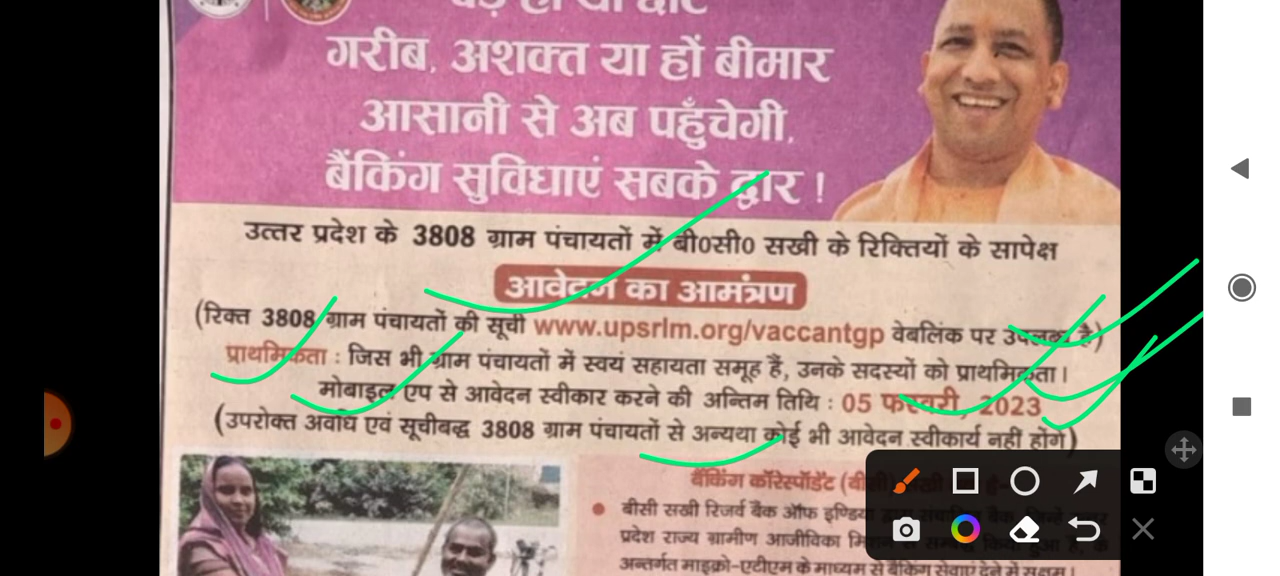 गरीब, अशक्त या हों बीमार
आसानी से अब पहुँचेगी,
बैंकिंग सुविधाएं सबके द्वार !
उत्तर प्रदेश के 3808 ग्राम पंचायतों में बी0सी0 सखी के रिक्तियों के सापेक्ष
आवेदन का आमंत्रण
(रिक्त 3808 ग्राम पंचायतों की सूची www.upsrlm.org/vaccantgp वेबलिंक पर उपलब्ध है)
प्राथमिकता : जिस भी ग्राम पंचायतों में स्वयं सहायता समूह हैं, उनके सदस्यों को प्राथमिकता।
मोबाइल एप से आवेदन स्वीकार करने की अन्तिम तिथि : 05 फरवरी, 2023
(उपरोक्त अवधि एवं सूचीबद्ध 3808 ग्राम पंचायतों से अन्यथा कोई भी आवेदन स्वीकार्य नहीं होंगे)
बैंकिंग कॉरेस्पोंडेंट
बीसी सखी रिजर्व बैंक ऑफ इण्डिया
प्रदेश राज्य ग्रामीण आजीविका
अन्तर्गत माइक्रो-एटीएम के माध्यम से बैंकिंग सेवाएं देने में सक्षम।